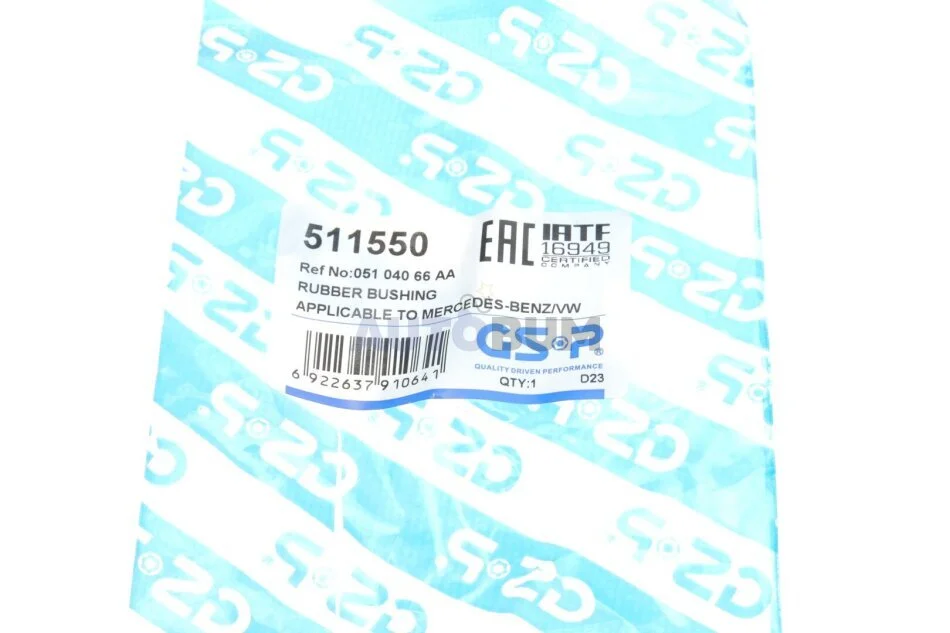 511550
EAC
IATF
16949
CERTIFIED
COMPANY
Ref No:051 040 66 AA
RUBBER BUSHING
APPLICABLE TO MERCEDES-BENZ/VW
AUTOBUM
GSP®
QUALITY DRIVEN PERFORMANCE
6 922637 910641
QTY:1 D23